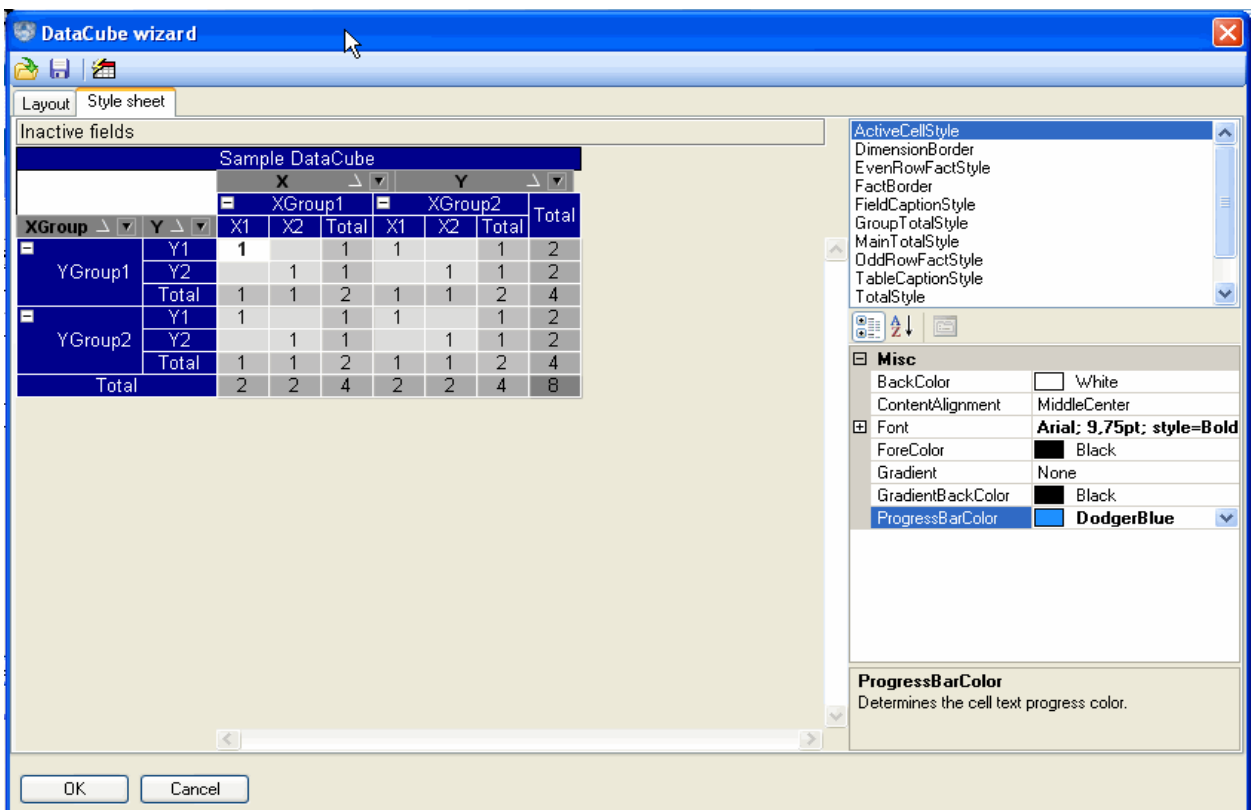 DataCube wizard
Layout Style sheet
Inactive fields
Sample DataCube
X Y
XGroup1 XGroup2 Total
XGroup Y X1 X2 Total X1 X2 Total
YGroup1 Y1 1 1 1 1 2
Y2 1 1 1 1 2
Total 1 1 2 1 1 2 4
YGroup2 Y1 1 1 1 1 2
Y2 1 1 1 1 2
Total 1 1 2 1 1 2 4
Total 2 2 4 2 2 4 8
ActiveCellStyle
DimensionBorder
EvenRowFactStyle
FactBorder
FieldCaptionStyle
GroupTotalStyle
MainTotalStyle
OddRowFactStyle
TableCaptionStyle
TotalStyle
Misc
BackColor White
ContentAlignment MiddleCenter
Font Arial; 9,75pt; style=Bold
ForeColor Black
Gradient None
GradientBackColor Black
ProgressBarColor DodgerBlue
ProgressBarColor
Determines the cell text progress color.
OK Cancel